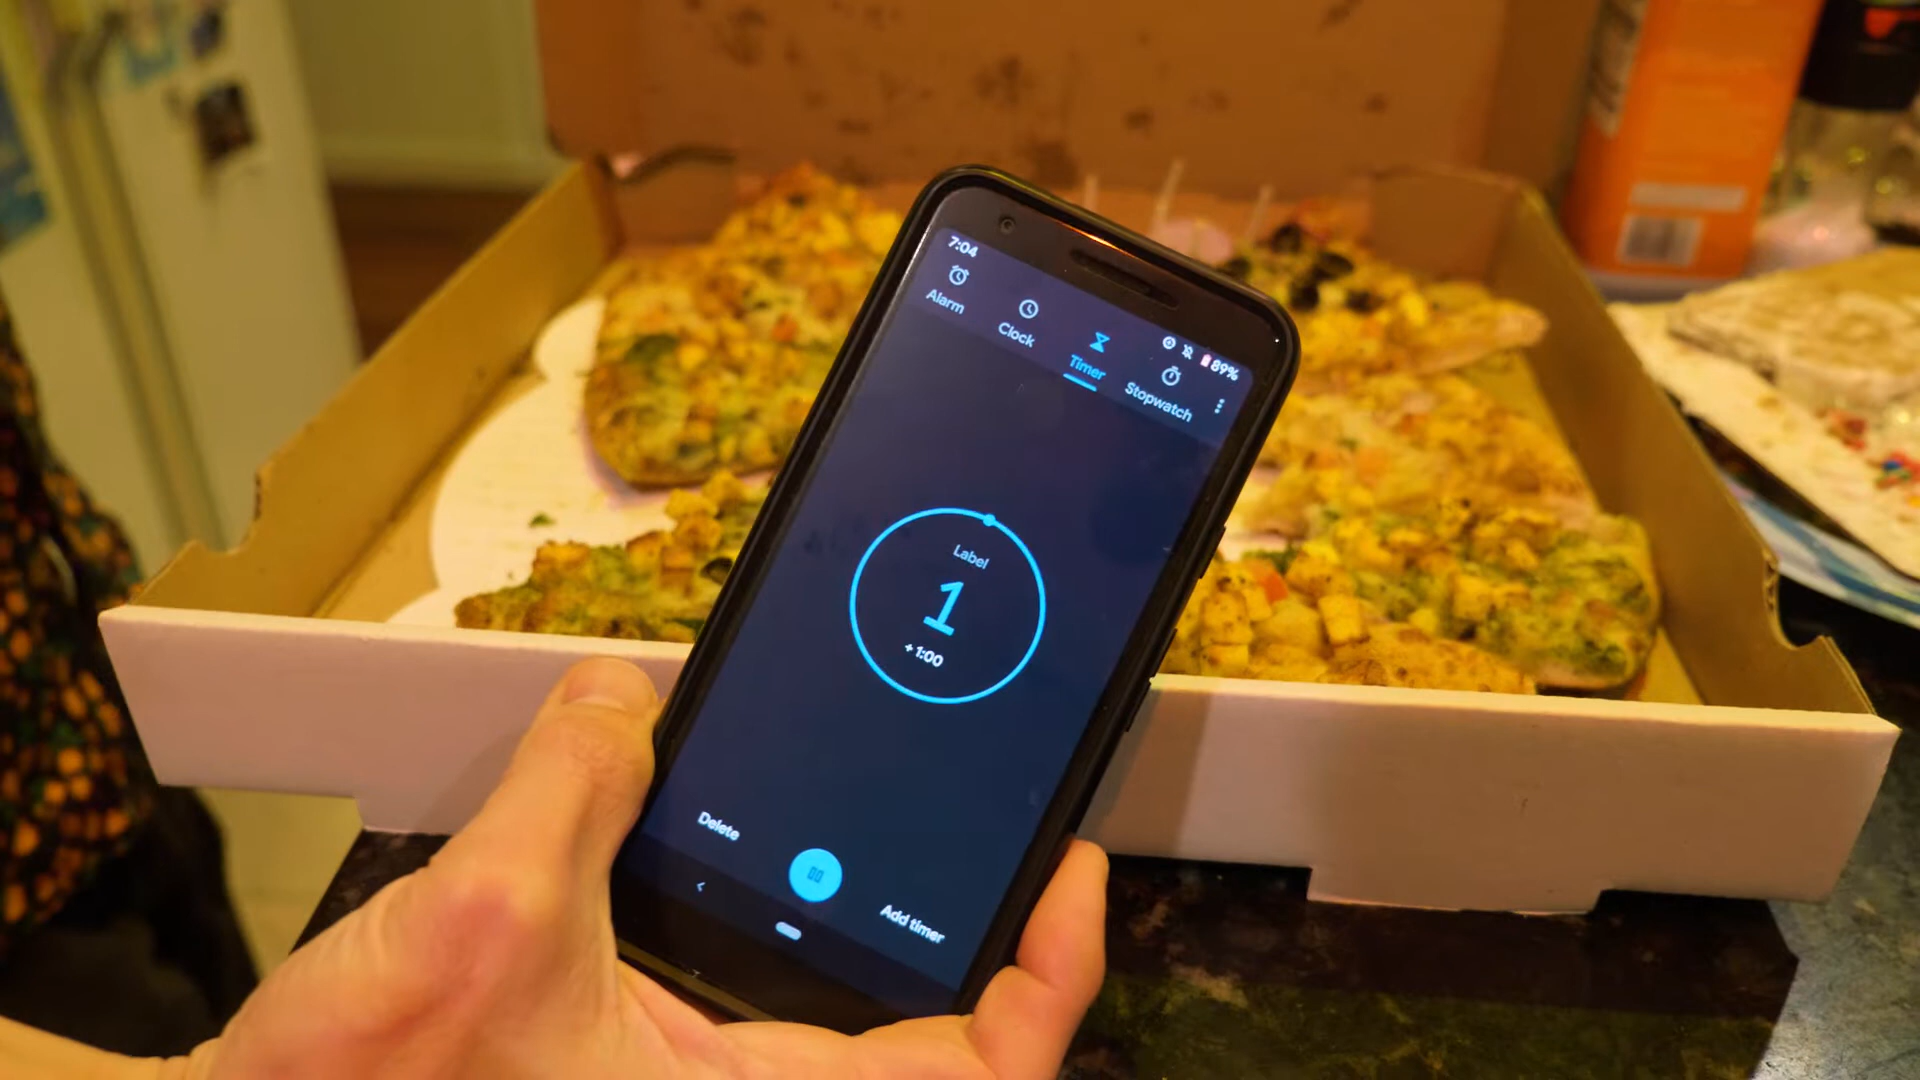 7:04
89%
Alarm
Clock
Timer
Stopwatch
Label
1
+ 1:00
Delete
Add timer